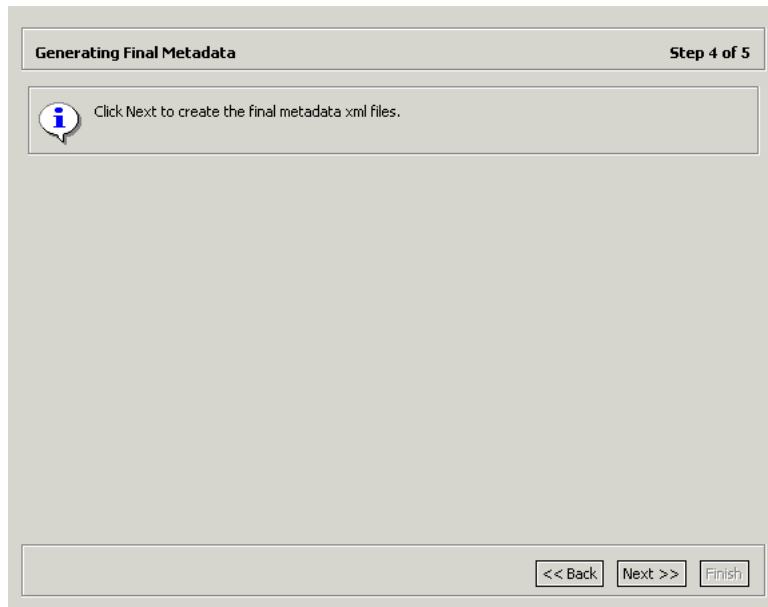 Generating Final Metadata Step 4 of 5
Click Next to create the final metadata xml files.
<< Back Next >> Finish